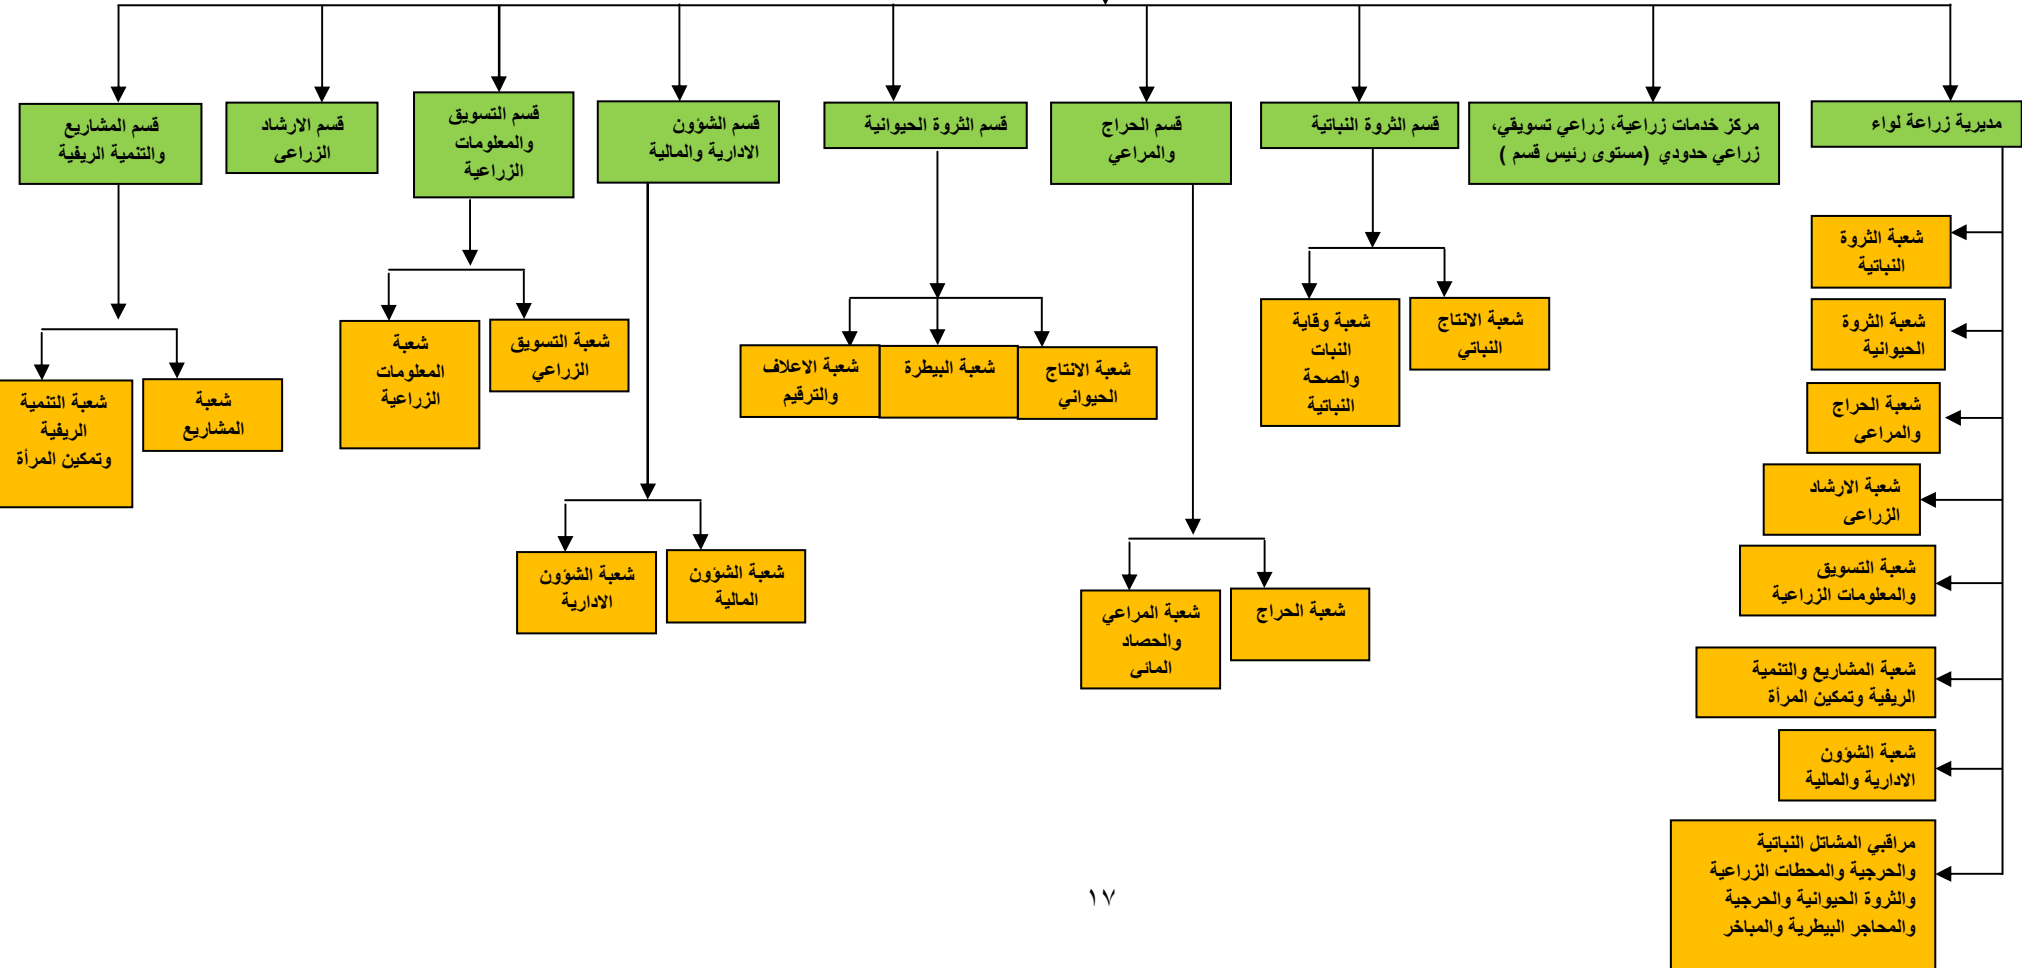 مديرية زراعة لواء
مركز خدمات زراعية، زراعي تسويقي،
زراعي حدودي (مستوى رئيس قسم )
قسم الثروة النباتية
قسم الحراج
والمراعي
قسم الثروة الحيوانية
قسم الشؤون
الادارية والمالية
قسم التسويق
والمعلومات
الزراعية
قسم الارشاد
الزراعى
قسم المشاريع
والتنمية الريفية
شعبة الثروة
النباتية
شعبة الثروة
الحيوانية
شعبة الحراج
والمراعى
شعبة الارشاد
الزراعى
شعبة التسويق
والمعلومات الزراعية
شعبة المشاريع والتنمية
الريفية وتمكين المرأة
شعبة الشؤون
الادارية والمالية
مراقبي المشاتل النباتية
والحرجية والمحطات الزراعية
والثروة الحيوانية والحرجية
والمحاجر البيطرية والمباخر
شعبة الانتاج
النباتي
شعبة وقاية
النبات
والصحة
النباتية
شعبة الحراج
شعبة المراعي
والحصاد
المائى
شعبة الانتاج
الحيواني
شعبة البيطرة
شعبة الاعلاف
والترقيم
شعبة الشؤون
المالية
شعبة الشؤون
الادارية
شعبة التسويق
الزراعي
شعبة
المعلومات
الزراعية
شعبة
المشاريع
شعبة التنمية
الريفية
وتمكين المرأة
١٧